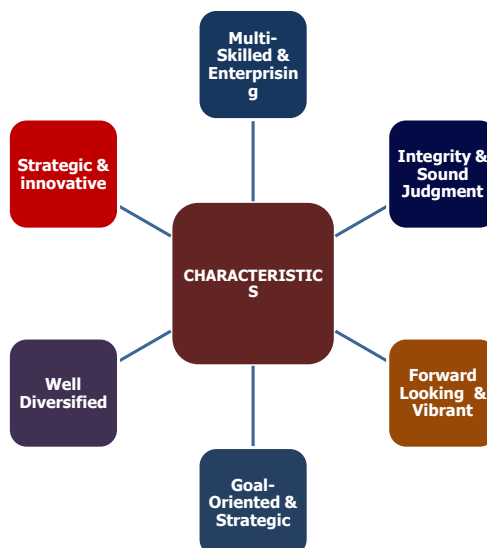 Multi-
Skilled &
Enterprisin
g
Strategic &
innovative
Integrity &
Sound
Judgment
CHARACTERISTIC
S
Well
Diversified
Forward
Looking &
Vibrant
Goal-
Oriented &
Strategic